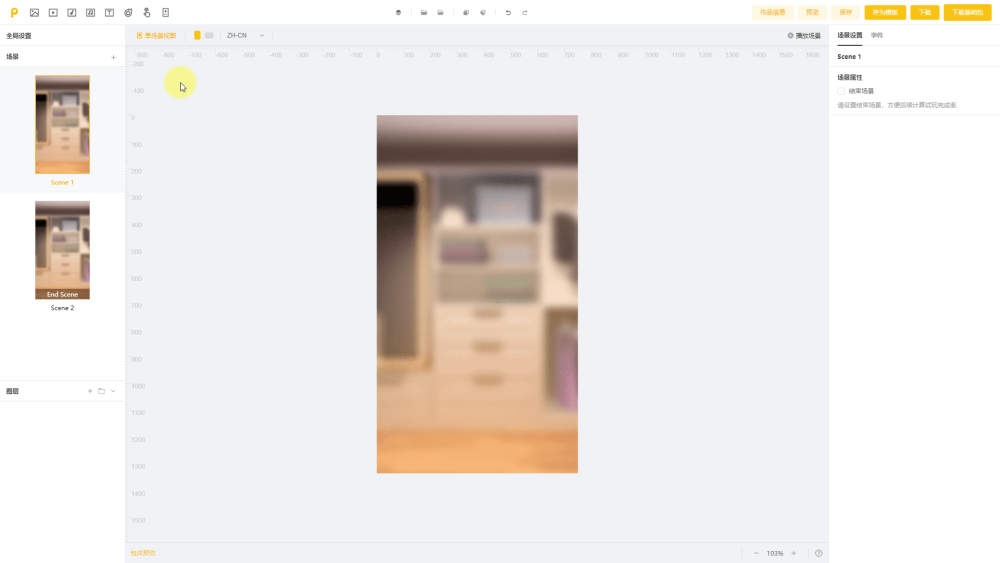 作品信息 预览 保存 存为模板 下载 下载基础包
全局设置
单场景视图 ZH-CN 播放场景
场景设置 事件
场景
-900 -800 -700 -600 -500 -400 -300 -200 -100 0 100 200 300 400 500 600 700 800 900 1000 1100 1200 1300 1400 1500 1600
Scene 1
-200
-100
0
100
200
300
400
500
600
700
800
900
1000
1100
1200
1300
1400
1500
场景属性
结束场景
请设置结束场景，方便后续计算试玩完成率
Scene 1
End Scene
Scene 2
图层
103%